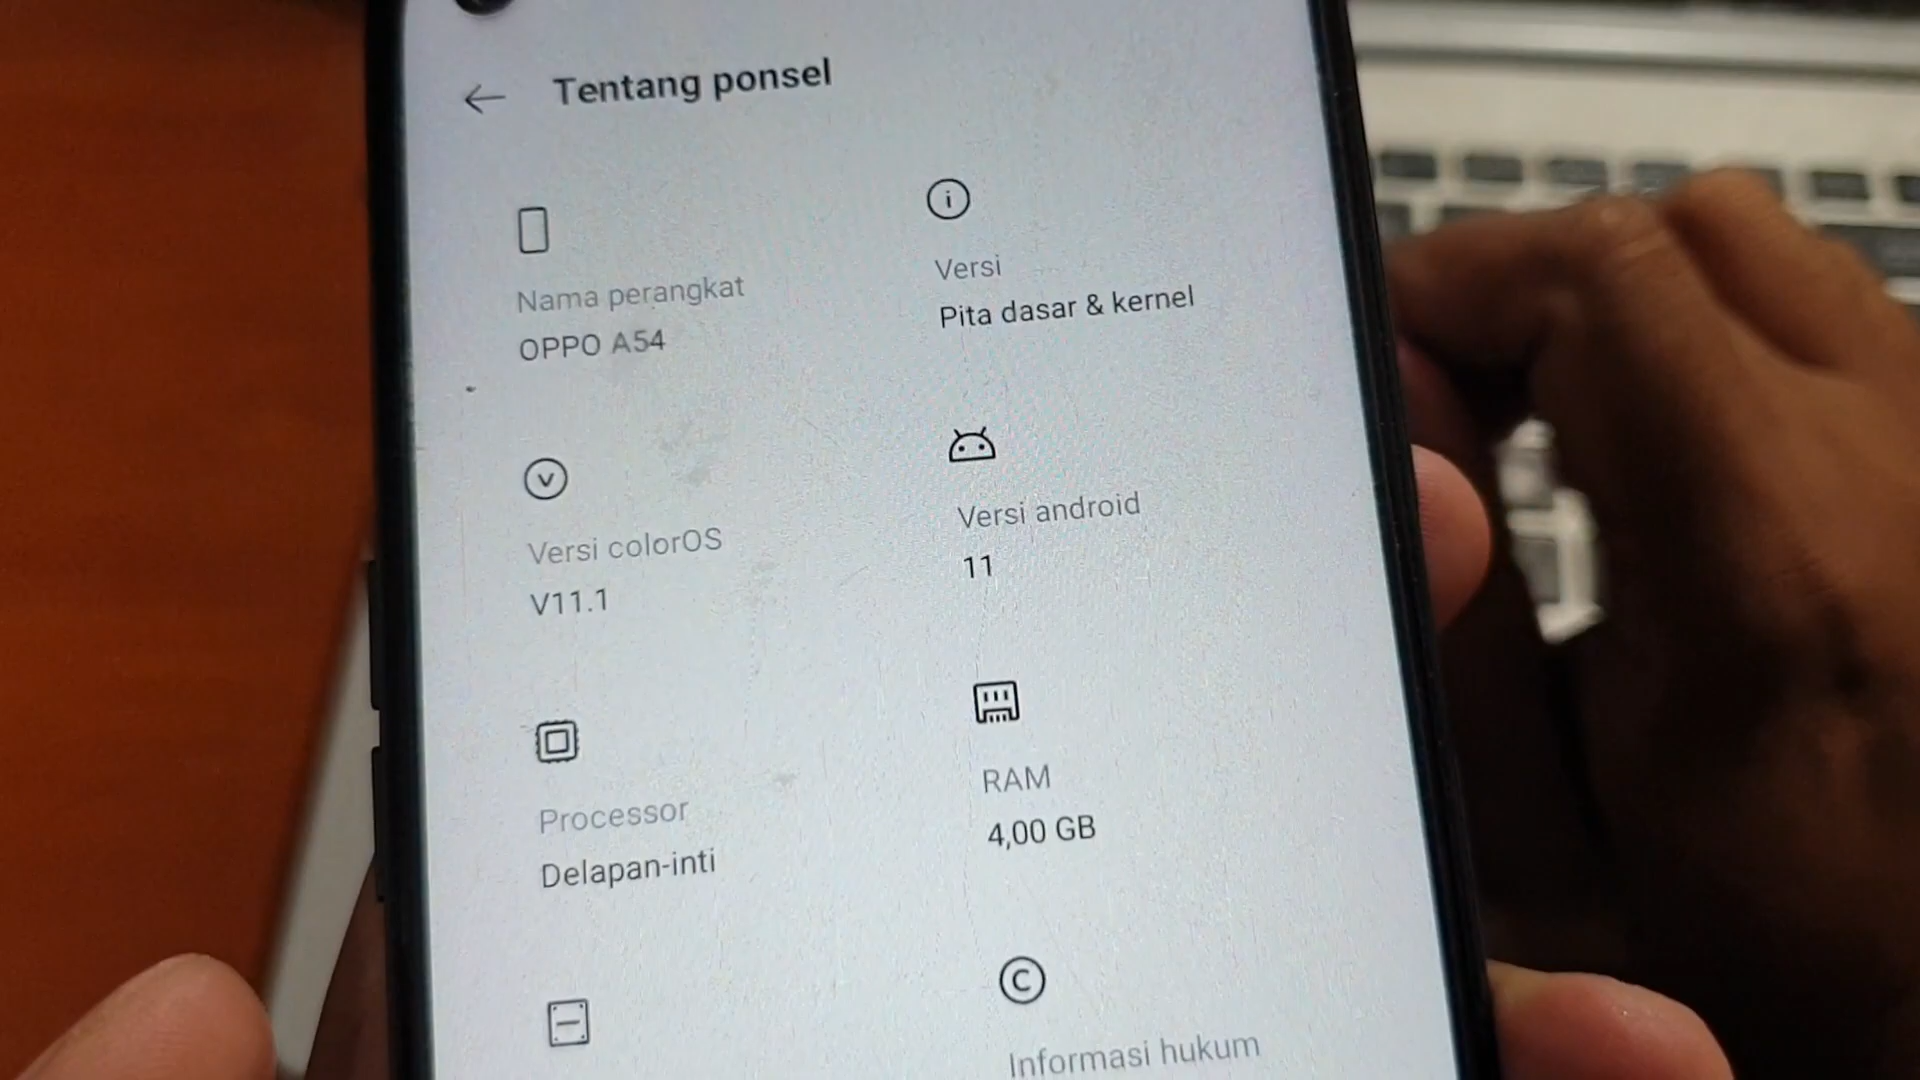 Tentang ponsel
Nama perangkat
OPPO A54
Versi
Pita dasar & kernel
Versi colorOS
V11.1
Versi android
11
Processor
Delapan-inti
RAM
4,00 GB
Informasi hukum